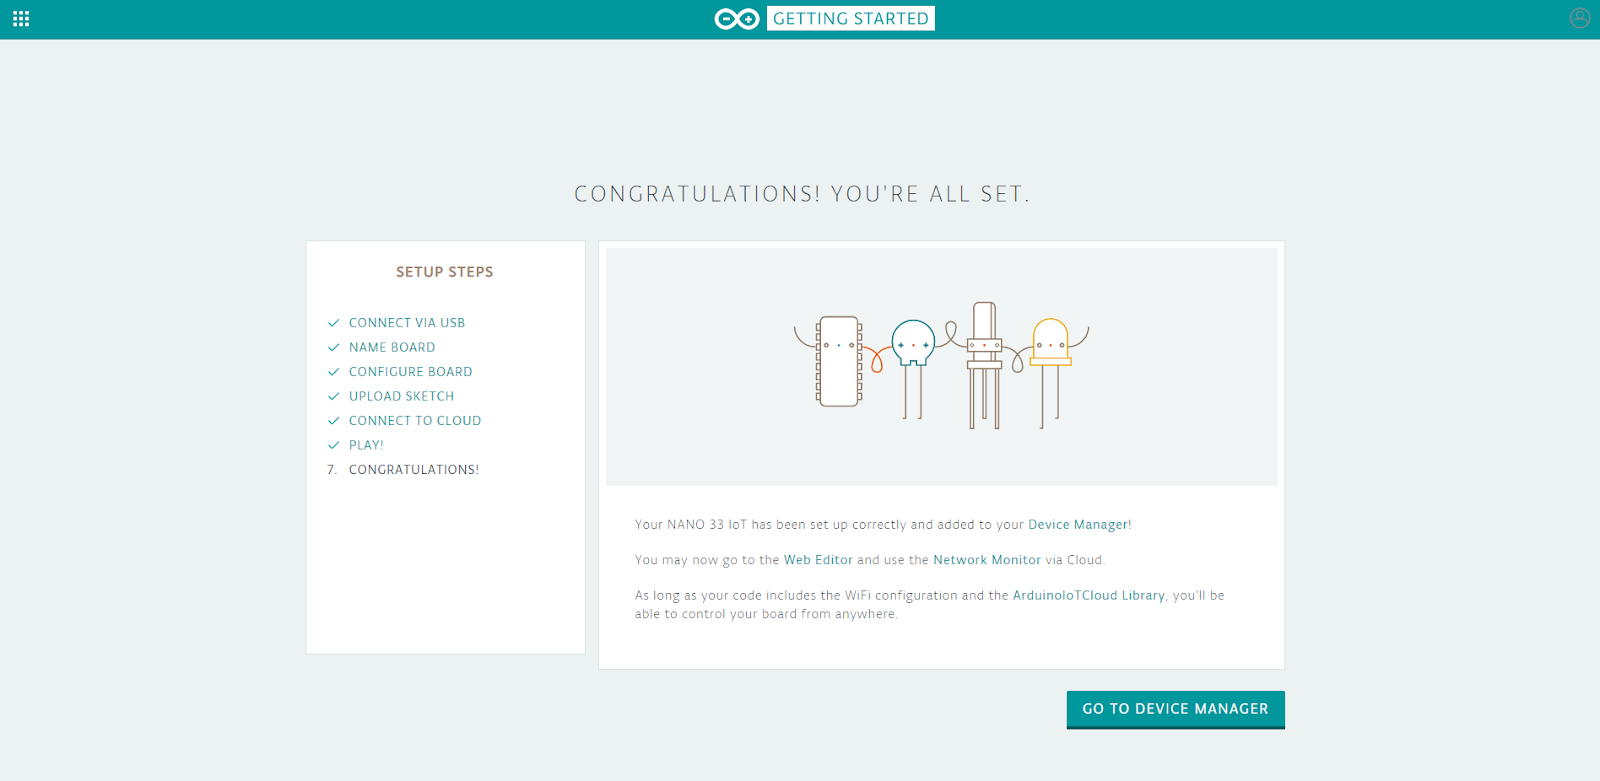 GETTING STARTED
CONGRATULATIONS! YOU'RE ALL SET.
SETUP STEPS
CONNECT VIA USB
NAME BOARD
CONFIGURE BOARD
UPLOAD SKETCH
CONNECT TO CLOUD
PLAY!
7. CONGRATULATIONS!
Your NANO 33 IoT has been set up correctly and added to your Device Manager!
You may now go to the Web Editor and use the Network Monitor via Cloud.
As long as your code includes the WiFi configuration and the ArduinoIoTCloud Library, you'll be
able to control your board from anywhere.
GO TO DEVICE MANAGER